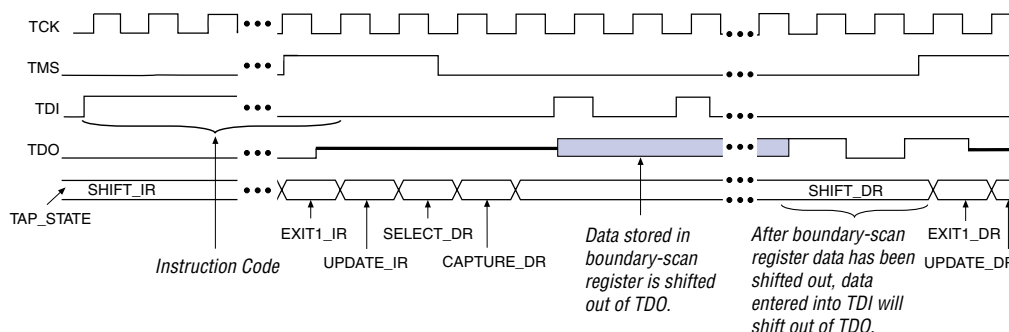 TCK
TMS
TDI
TDO
SHIFT_IR
SHIFT_DR
TAP_STATE
EXIT1_IR
SELECT_DR
EXIT1_DR
Instruction Code
UPDATE_IR
CAPTURE_DR
UPDATE_DR
Data stored in
boundary-scan
register is shifted
out of TDO.
After boundary-scan
register data has been
shifted out, data
entered into TDI will
shift out of TDO.